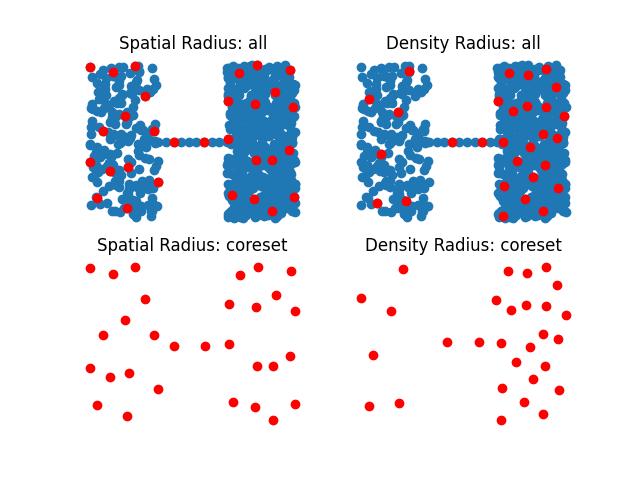 Spatial Radius: all
Density Radius: all
Spatial Radius: coreset
Density Radius: coreset